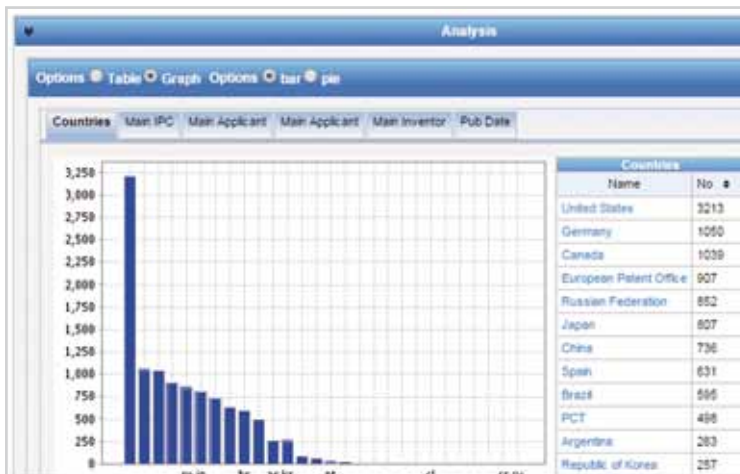 Analysis
Options Table Graph Options bar pie
Countries Main IPC Main Applicant Main Applicant Main Inventor Pub Date
3,250
3,000
2,750
2,500
2,250
2,000
1,750
1,500
1,250
1,000
750
500
250
0
Countries
Name No
United States 3213
Germany 1050
Canada 1039
European Patent Office 907
Russian Federation 852
Japan 807
China 736
Spain 631
Brazil 595
PCT 498
Argentina 263
Republic of Korea 257